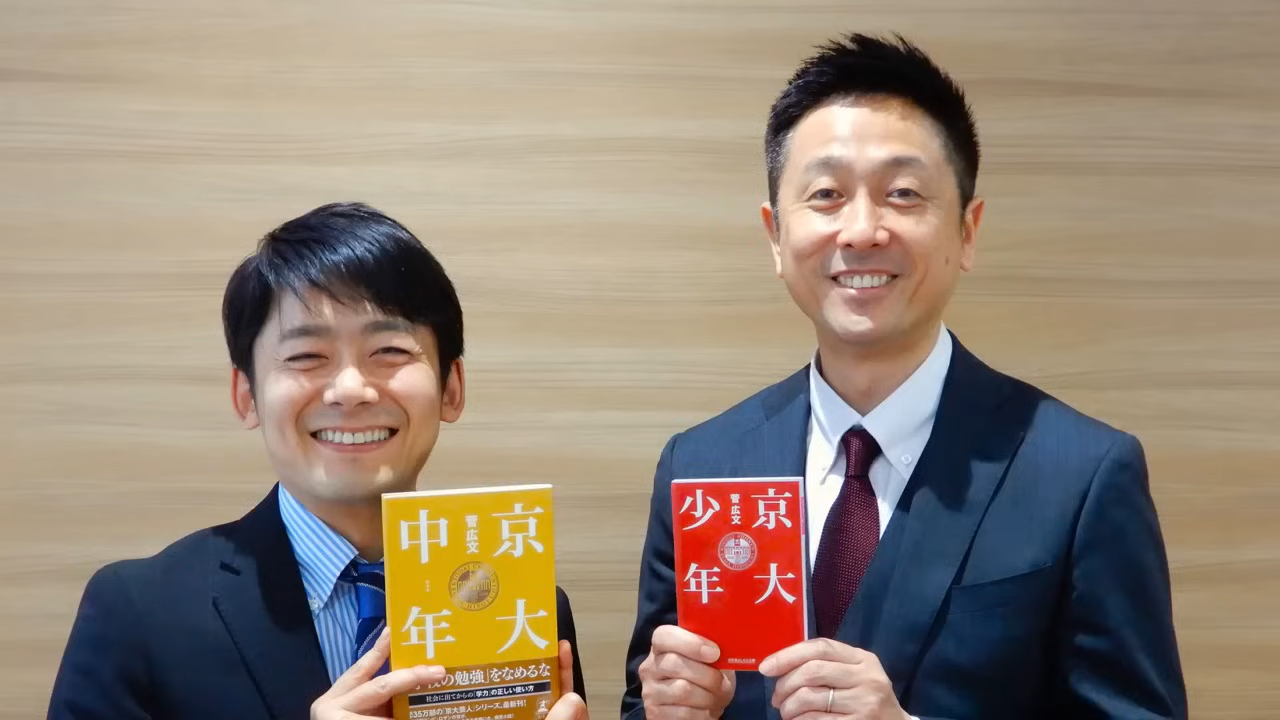 京大
中年
菅広文
校の勉強」をなめるな
社会に出てからの「学力」の正しい使い方
35万部の「京大芸人」シリーズ、最新刊!
京大
少年
菅広文